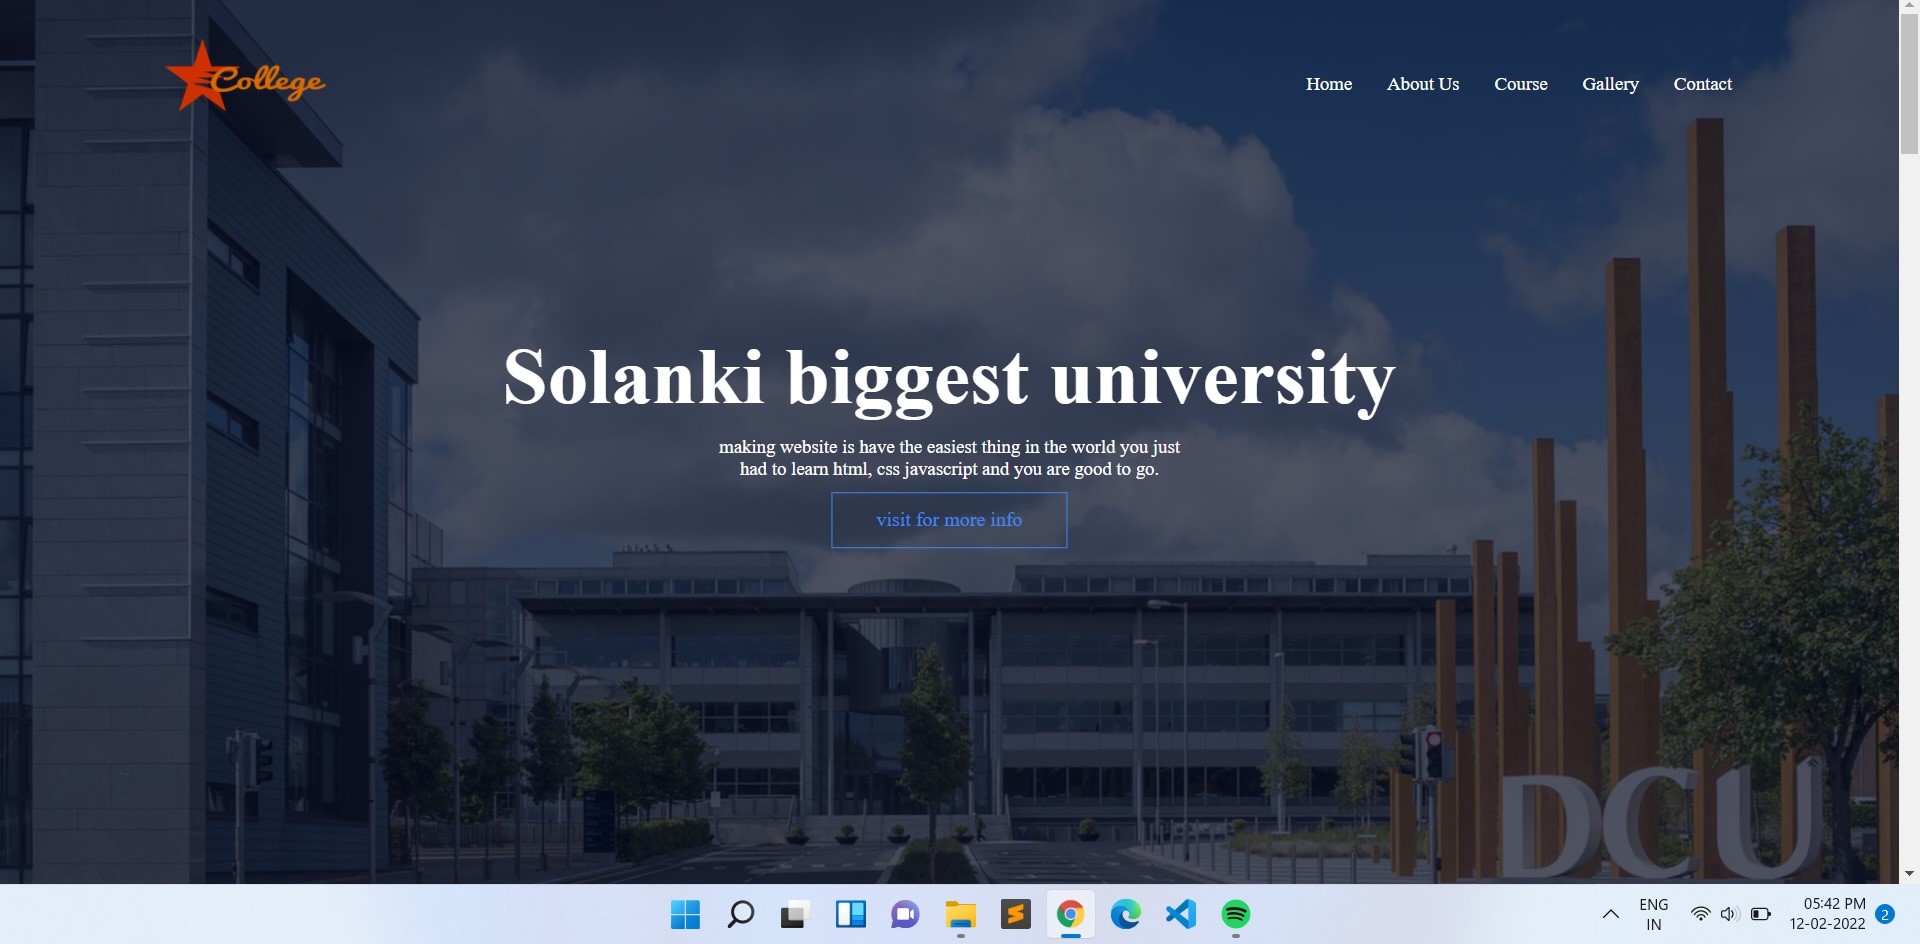 College
Home About Us Course Gallery Contact
Solanki biggest university
making website is have the easiest thing in the world you just
had to learn html, css javascript and you are good to go.
visit for more info
DCU
ENG
IN
05:42 PM
12-02-2022
2